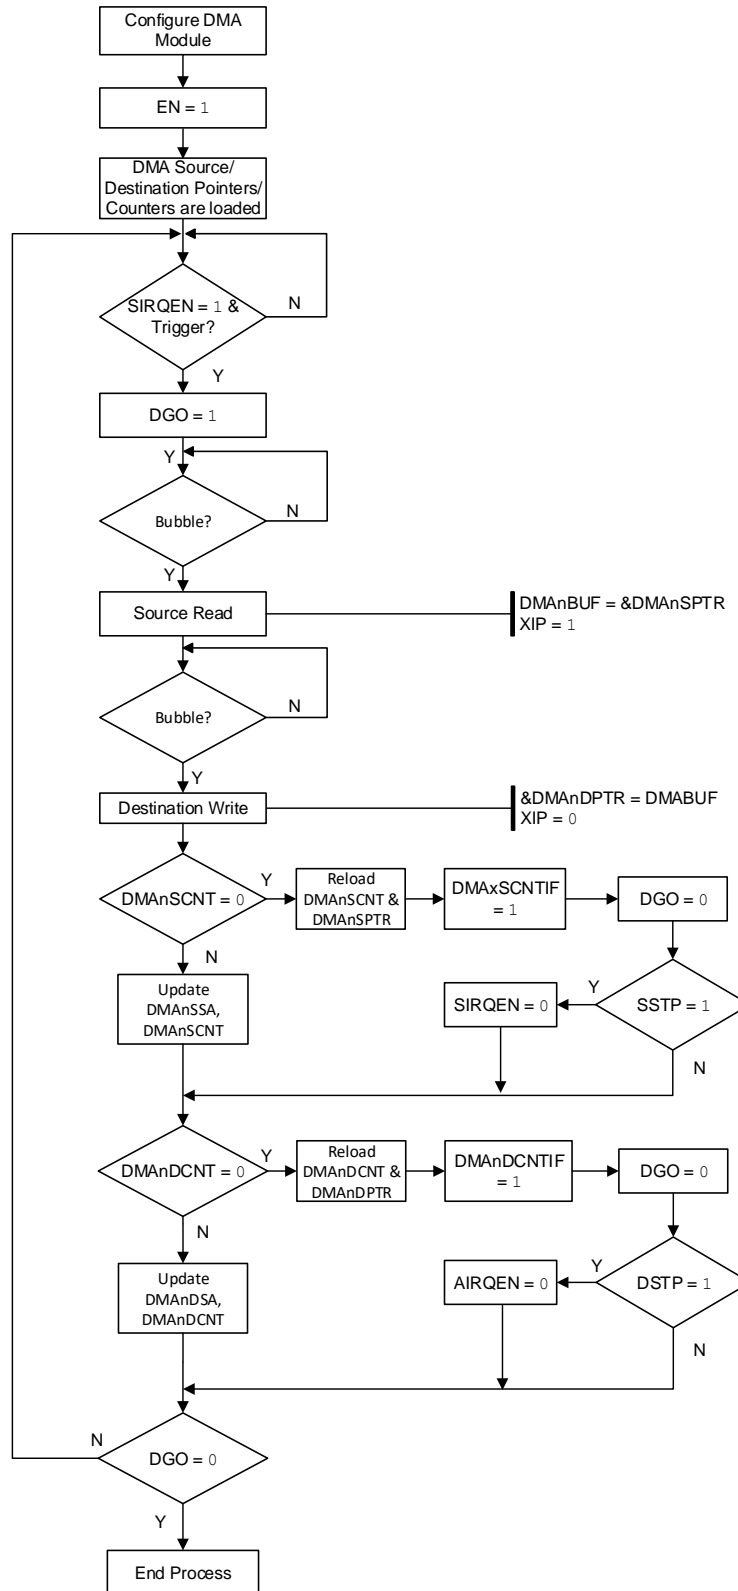 Configure DMA
Module
EN = 1
DMA Source/
Destination Pointers/
Counters are loaded
SIRQEN = 1 &
Trigger?
N
Y
DGO = 1
Y
Bubble?
N
Y
Source Read
DMAnBUF = &DMAnSPTR
XIP = 1
Bubble?
N
Y
Destination Write
&DMAnDPTR = DMABUF
XIP = 0
DMAnSCNT = 0
Y
Reload
DMAnSCNT &
DMAnSPTR
DMAxSCNTIF
= 1
DGO = 0
N
Update
DMAnSSA,
DMAnSCNT
SIRQEN = 0
Y
SSTP = 1
N
DMAnDCNT = 0
Y
Reload
DMAnDCNT &
DMAnDPTR
DMAnDCNTIF
= 1
DGO = 0
N
Update
DMAnDSA,
DMAnDCNT
AIRQEN = 0
Y
DSTP = 1
N
N
DGO = 0
Y
End Process